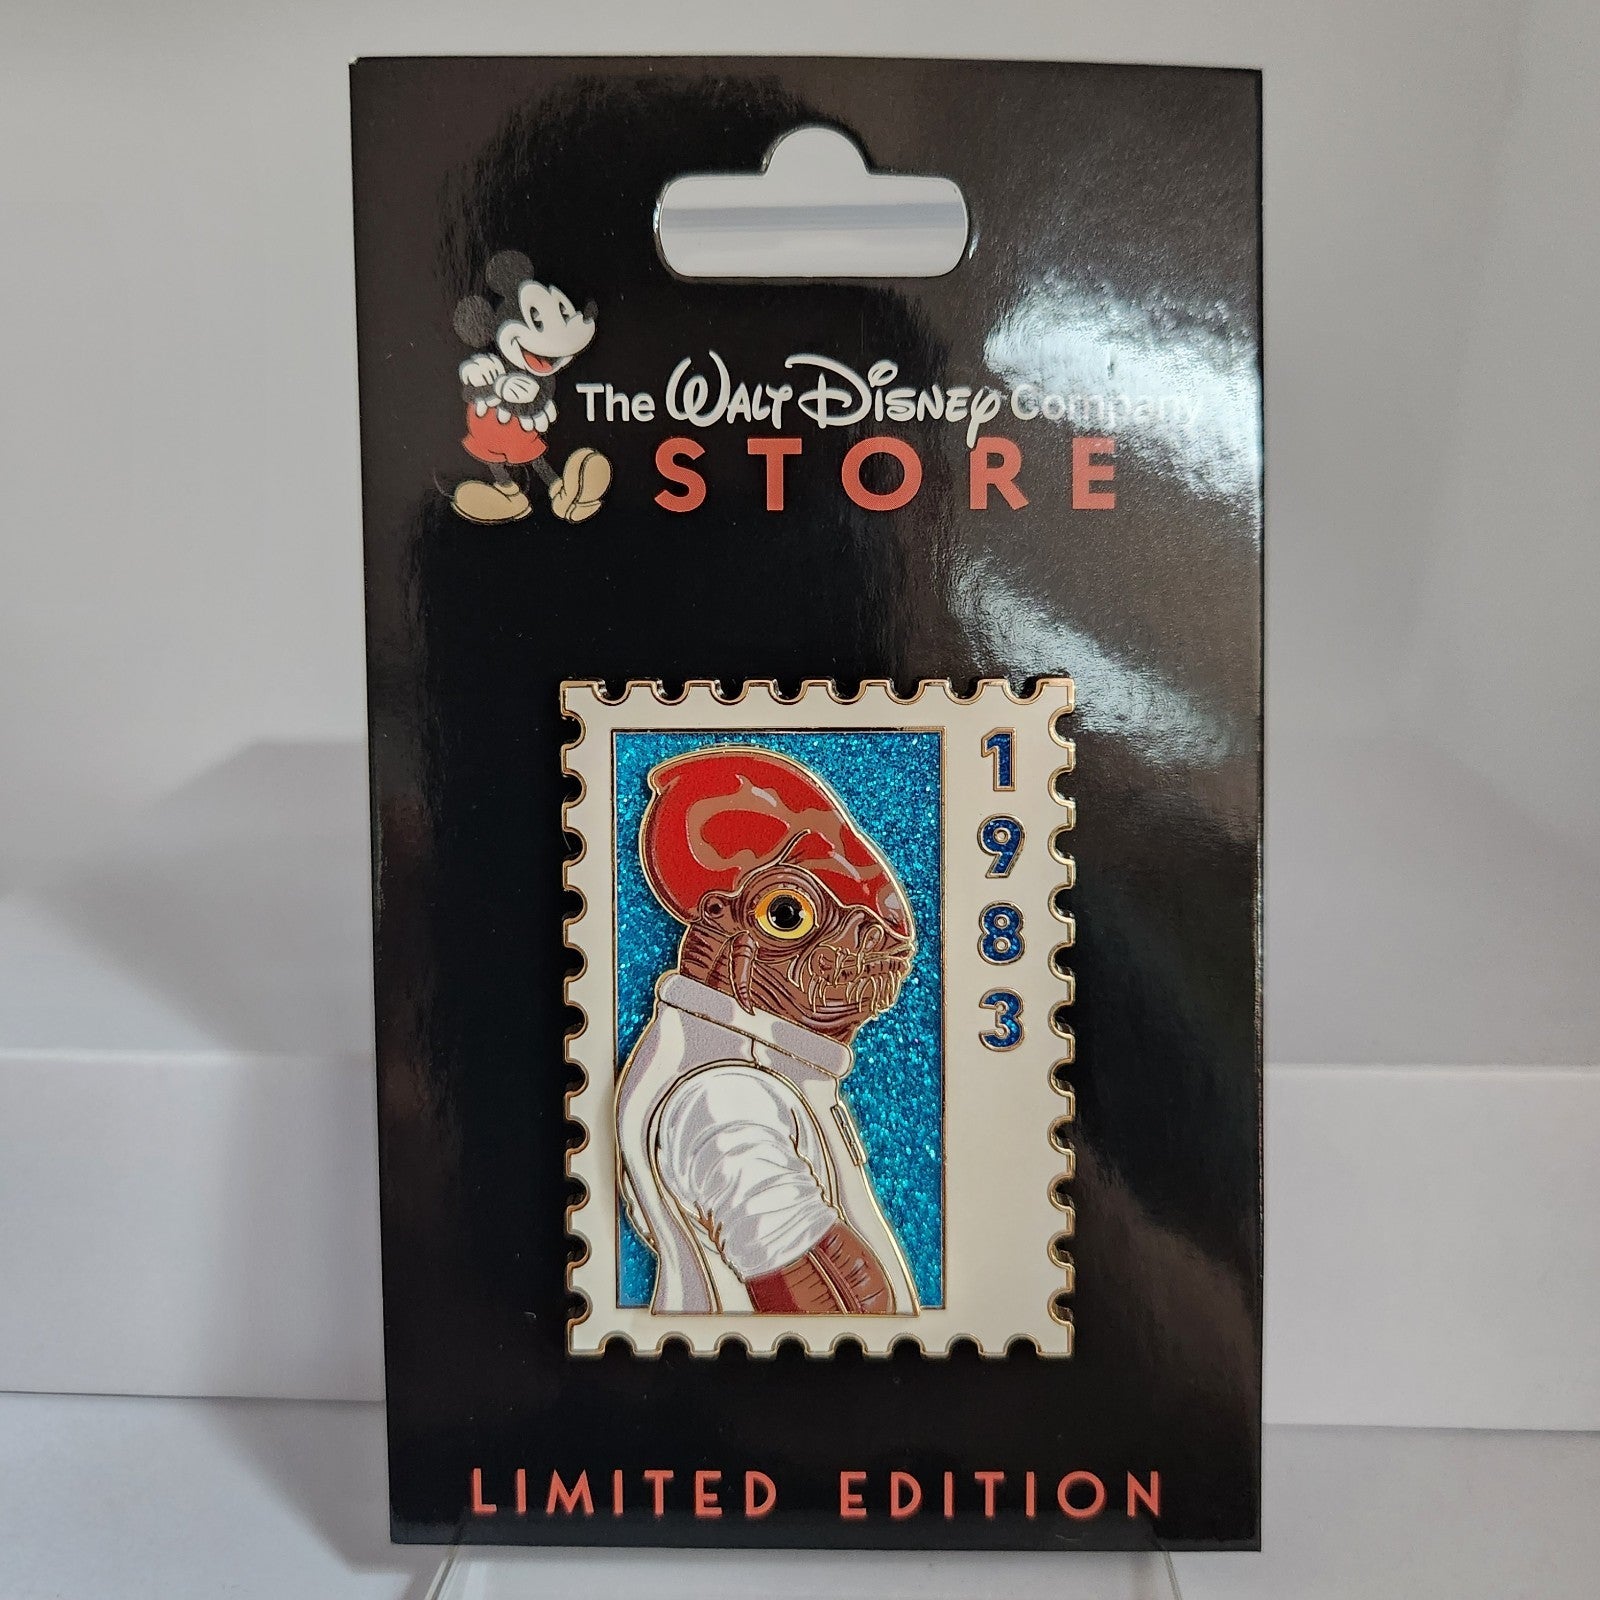 The WALT DISNEY Company
STORE
1
9
8
3
LIMITED EDITION